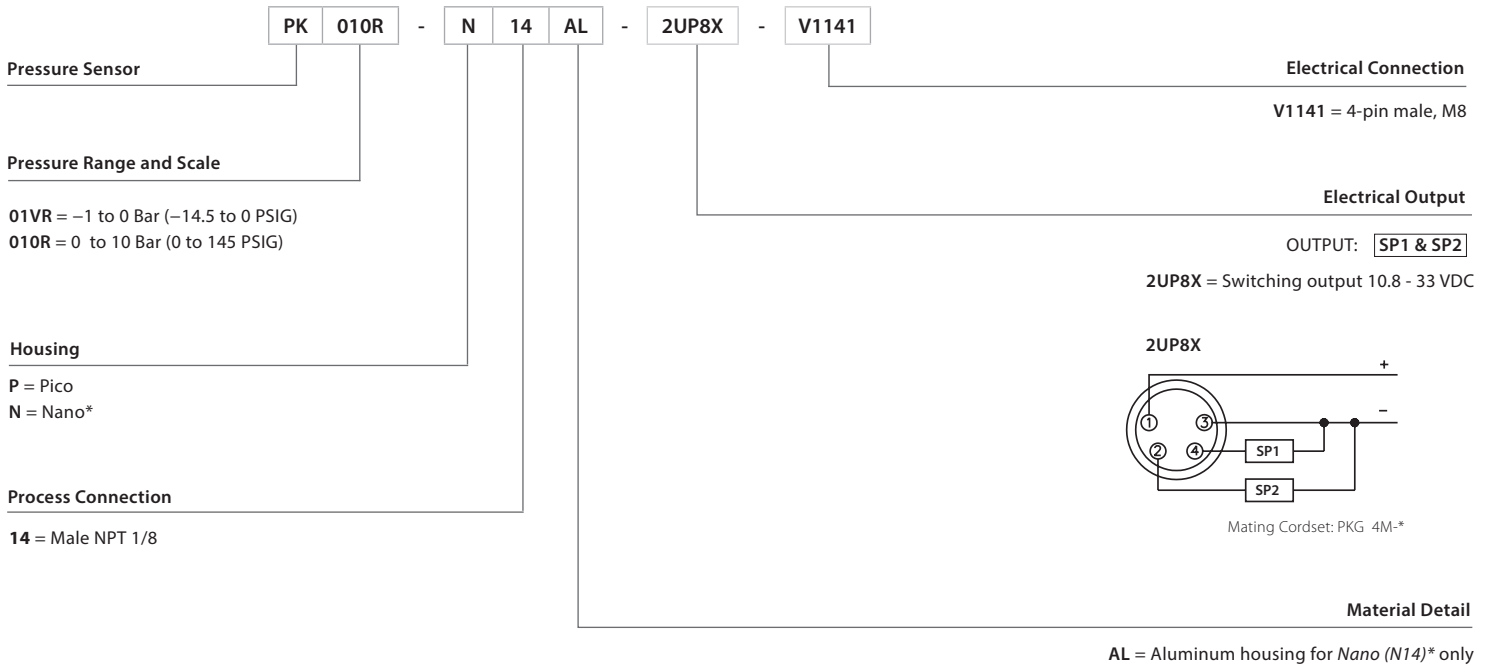 PK 010R - N 14 AL - 2UP8X - V1141
Pressure Sensor
Pressure Range and Scale
01VR = −1 to 0 Bar (−14.5 to 0 PSIG)
010R = 0 to 10 Bar (0 to 145 PSIG)
Housing
P = Pico
N = Nano*
Process Connection
14 = Male NPT 1/8
Electrical Connection
V1141 = 4-pin male, M8
Electrical Output
OUTPUT: SP1 & SP2
2UP8X = Switching output 10.8 - 33 VDC
2UP8X
+
−
1 3
2 4 SP1
SP2
Mating Cordset: PKG 4M-*
Material Detail
AL = Aluminum housing for Nano (N14)* only